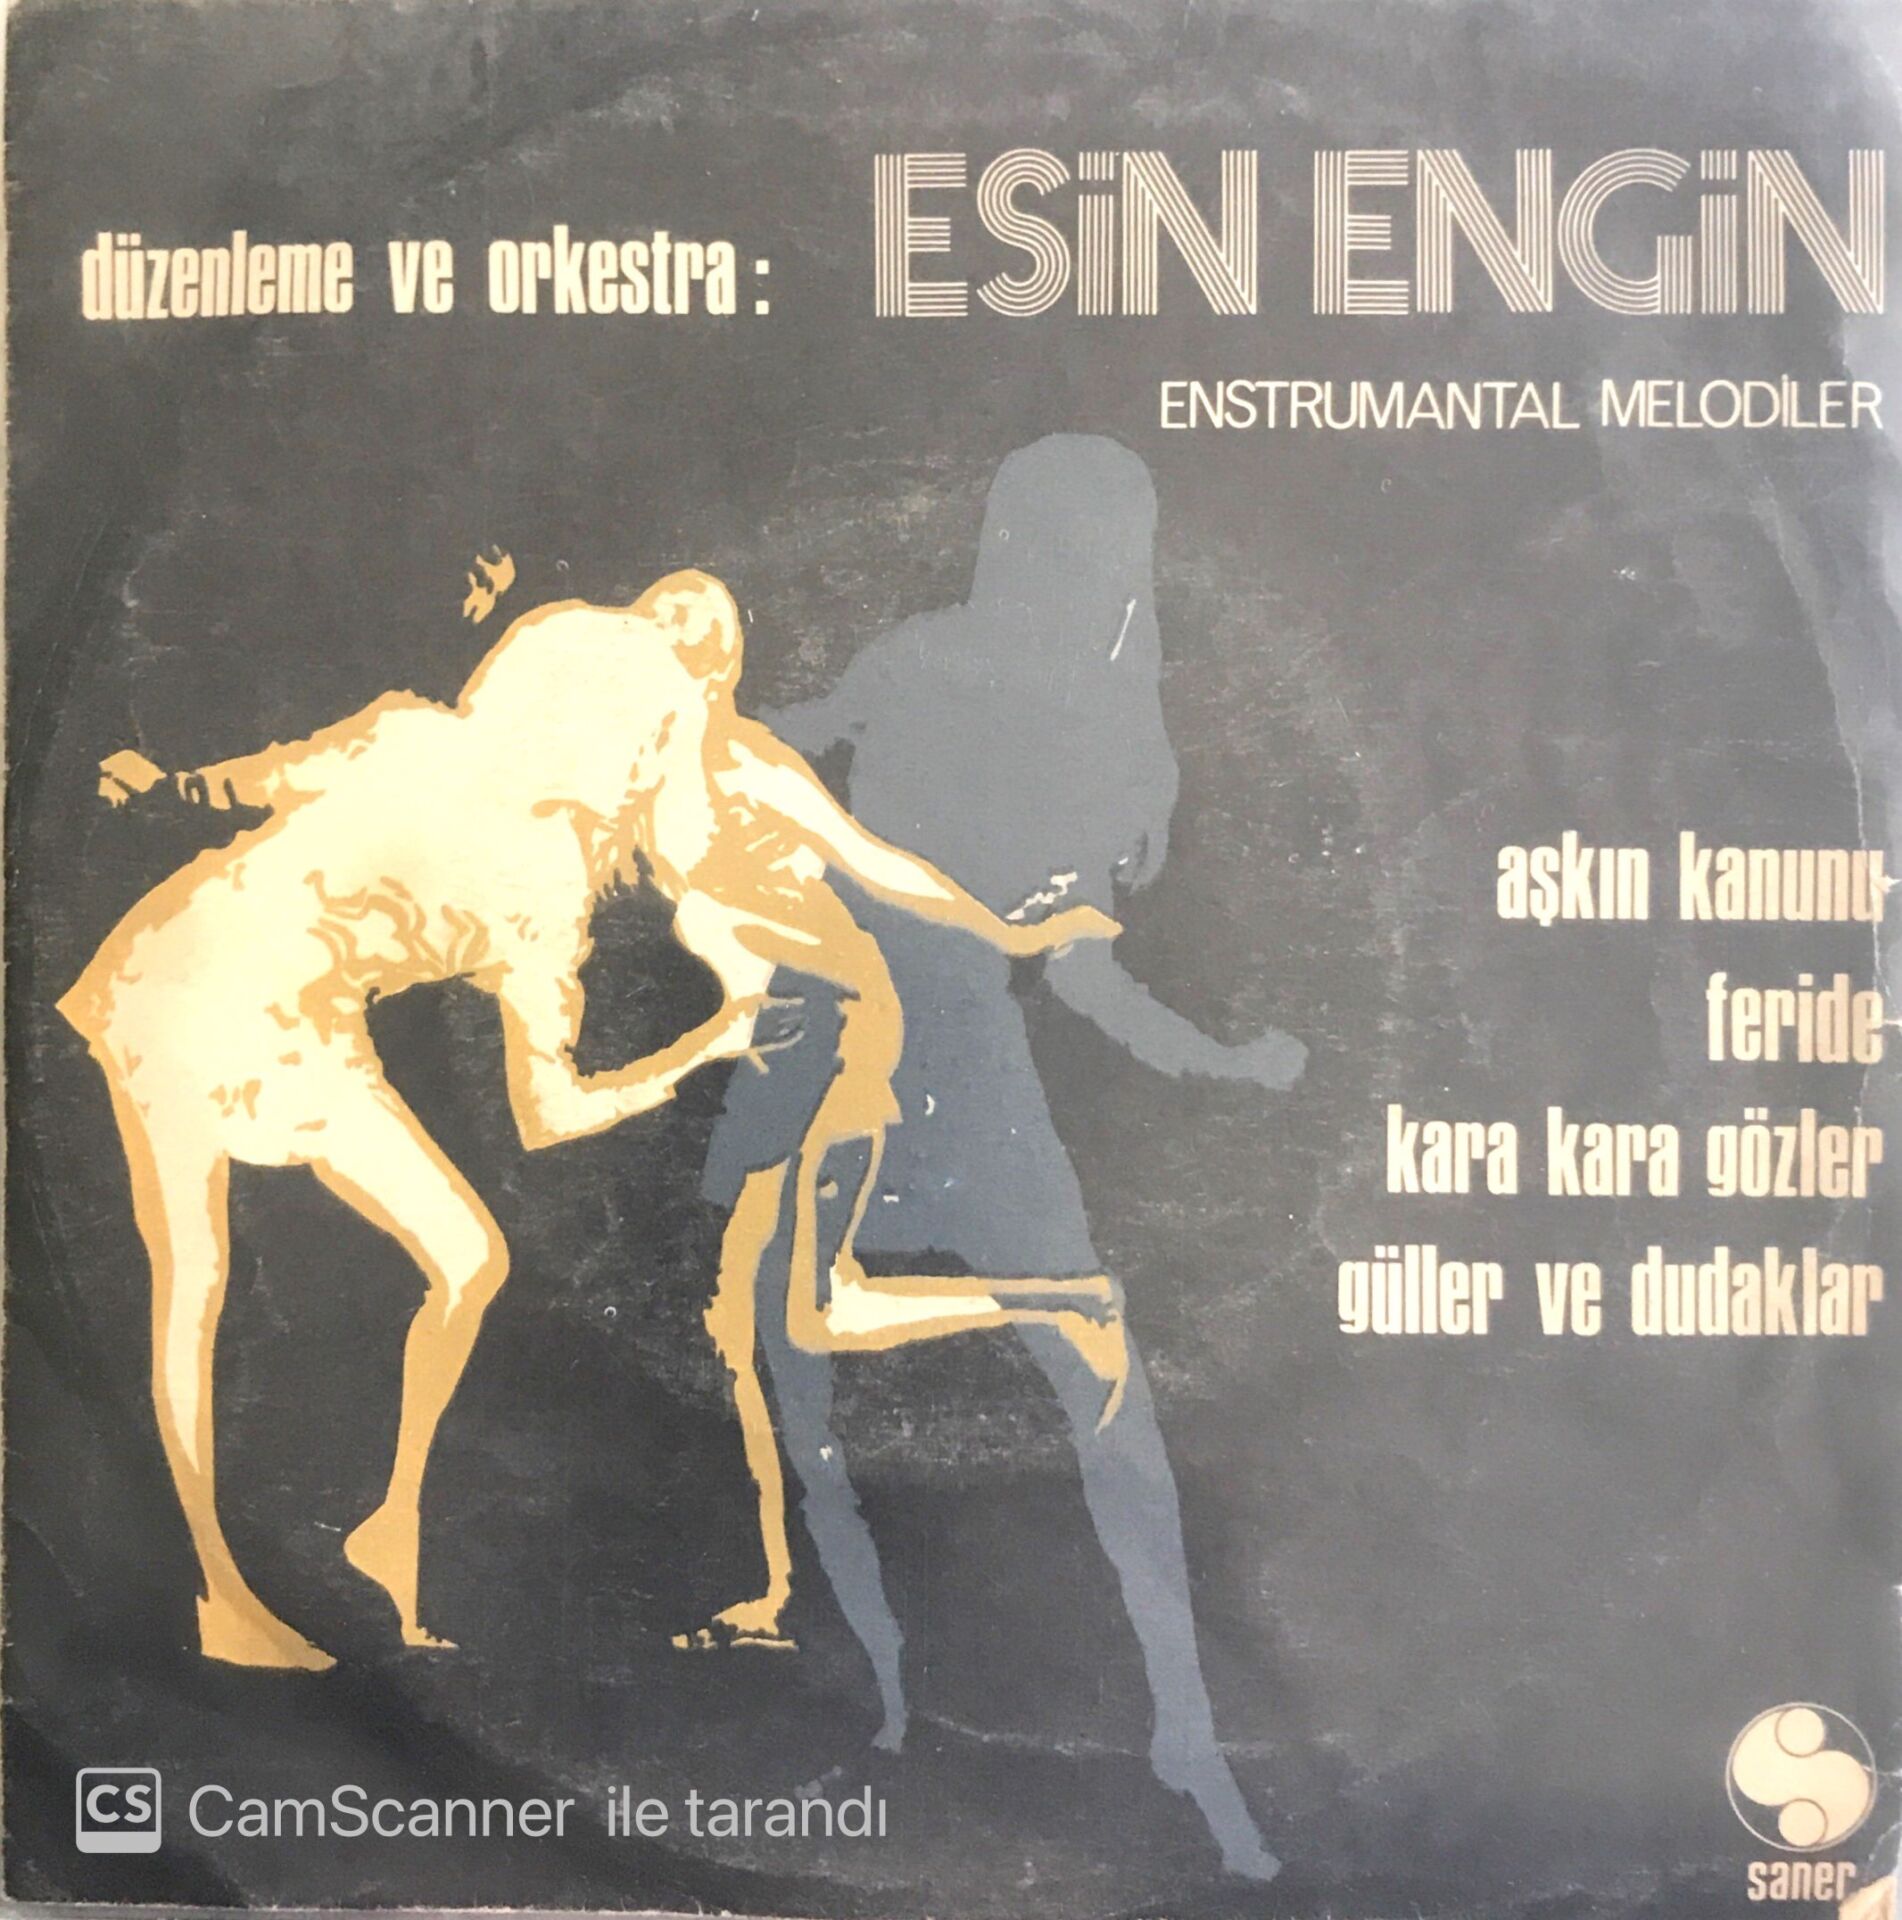 düzenleme ve orkestra: ESİN ENGİN
ENSTRUMANTAL MELODİLER
aşkın kanunu
feride
kara kara gözler
güller ve dudaklar
saner
CS CamScanner ile tarandı